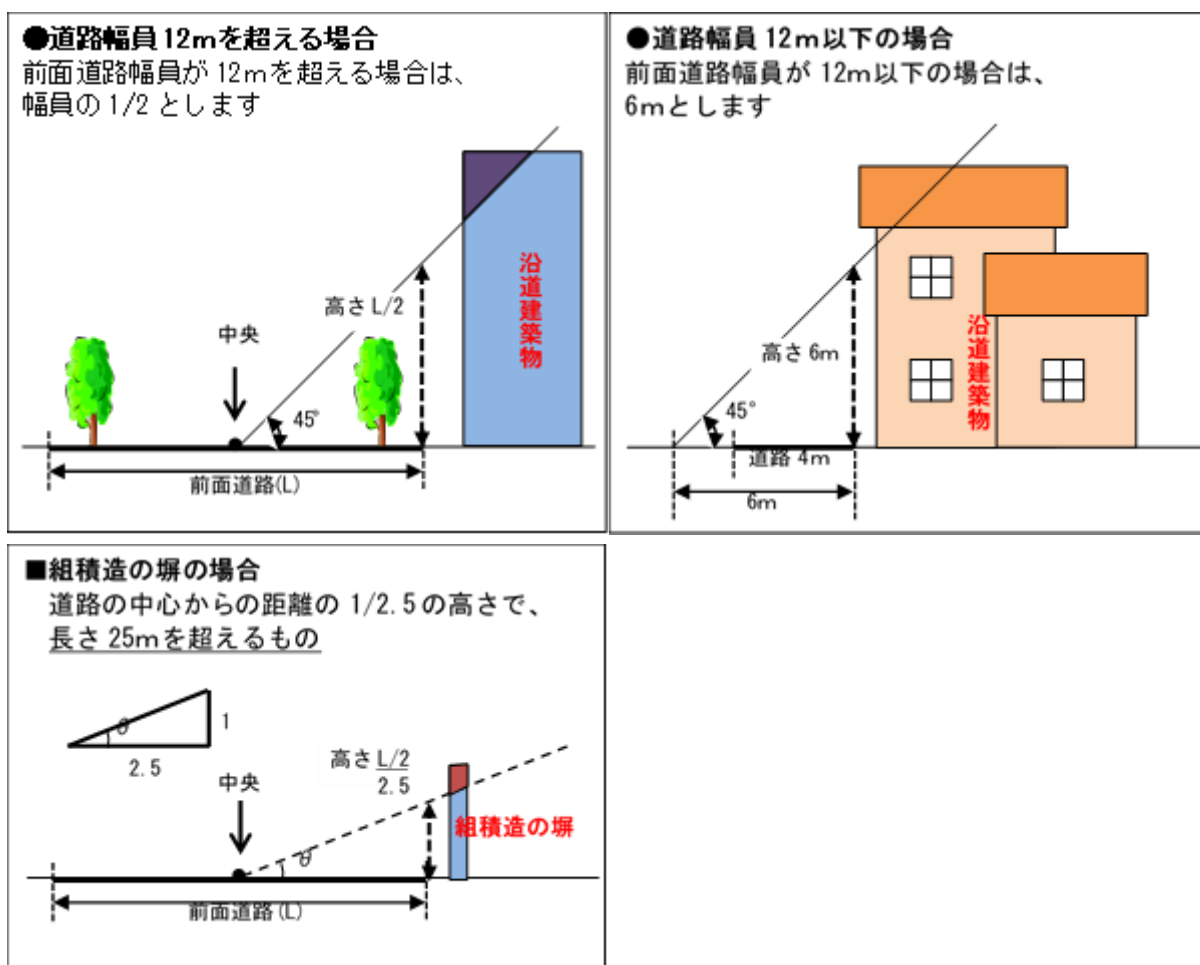 ●道路幅員12mを超える場合
前面道路幅員が12mを超える場合は、
幅員の1/2とします
沿道建築物
高さL/2
中央
45°
前面道路(L)
●道路幅員12m以下の場合
前面道路幅員が12m以下の場合は、
6mとします
沿道建築物
高さ6m
45°
道路4m
6m
■組積造の塀の場合
道路の中心からの距離の1/2.5の高さで、
長さ25mを超えるもの
θ
1
2.5
高さL/2
2.5
中央
組積造の塀
θ
前面道路(L)